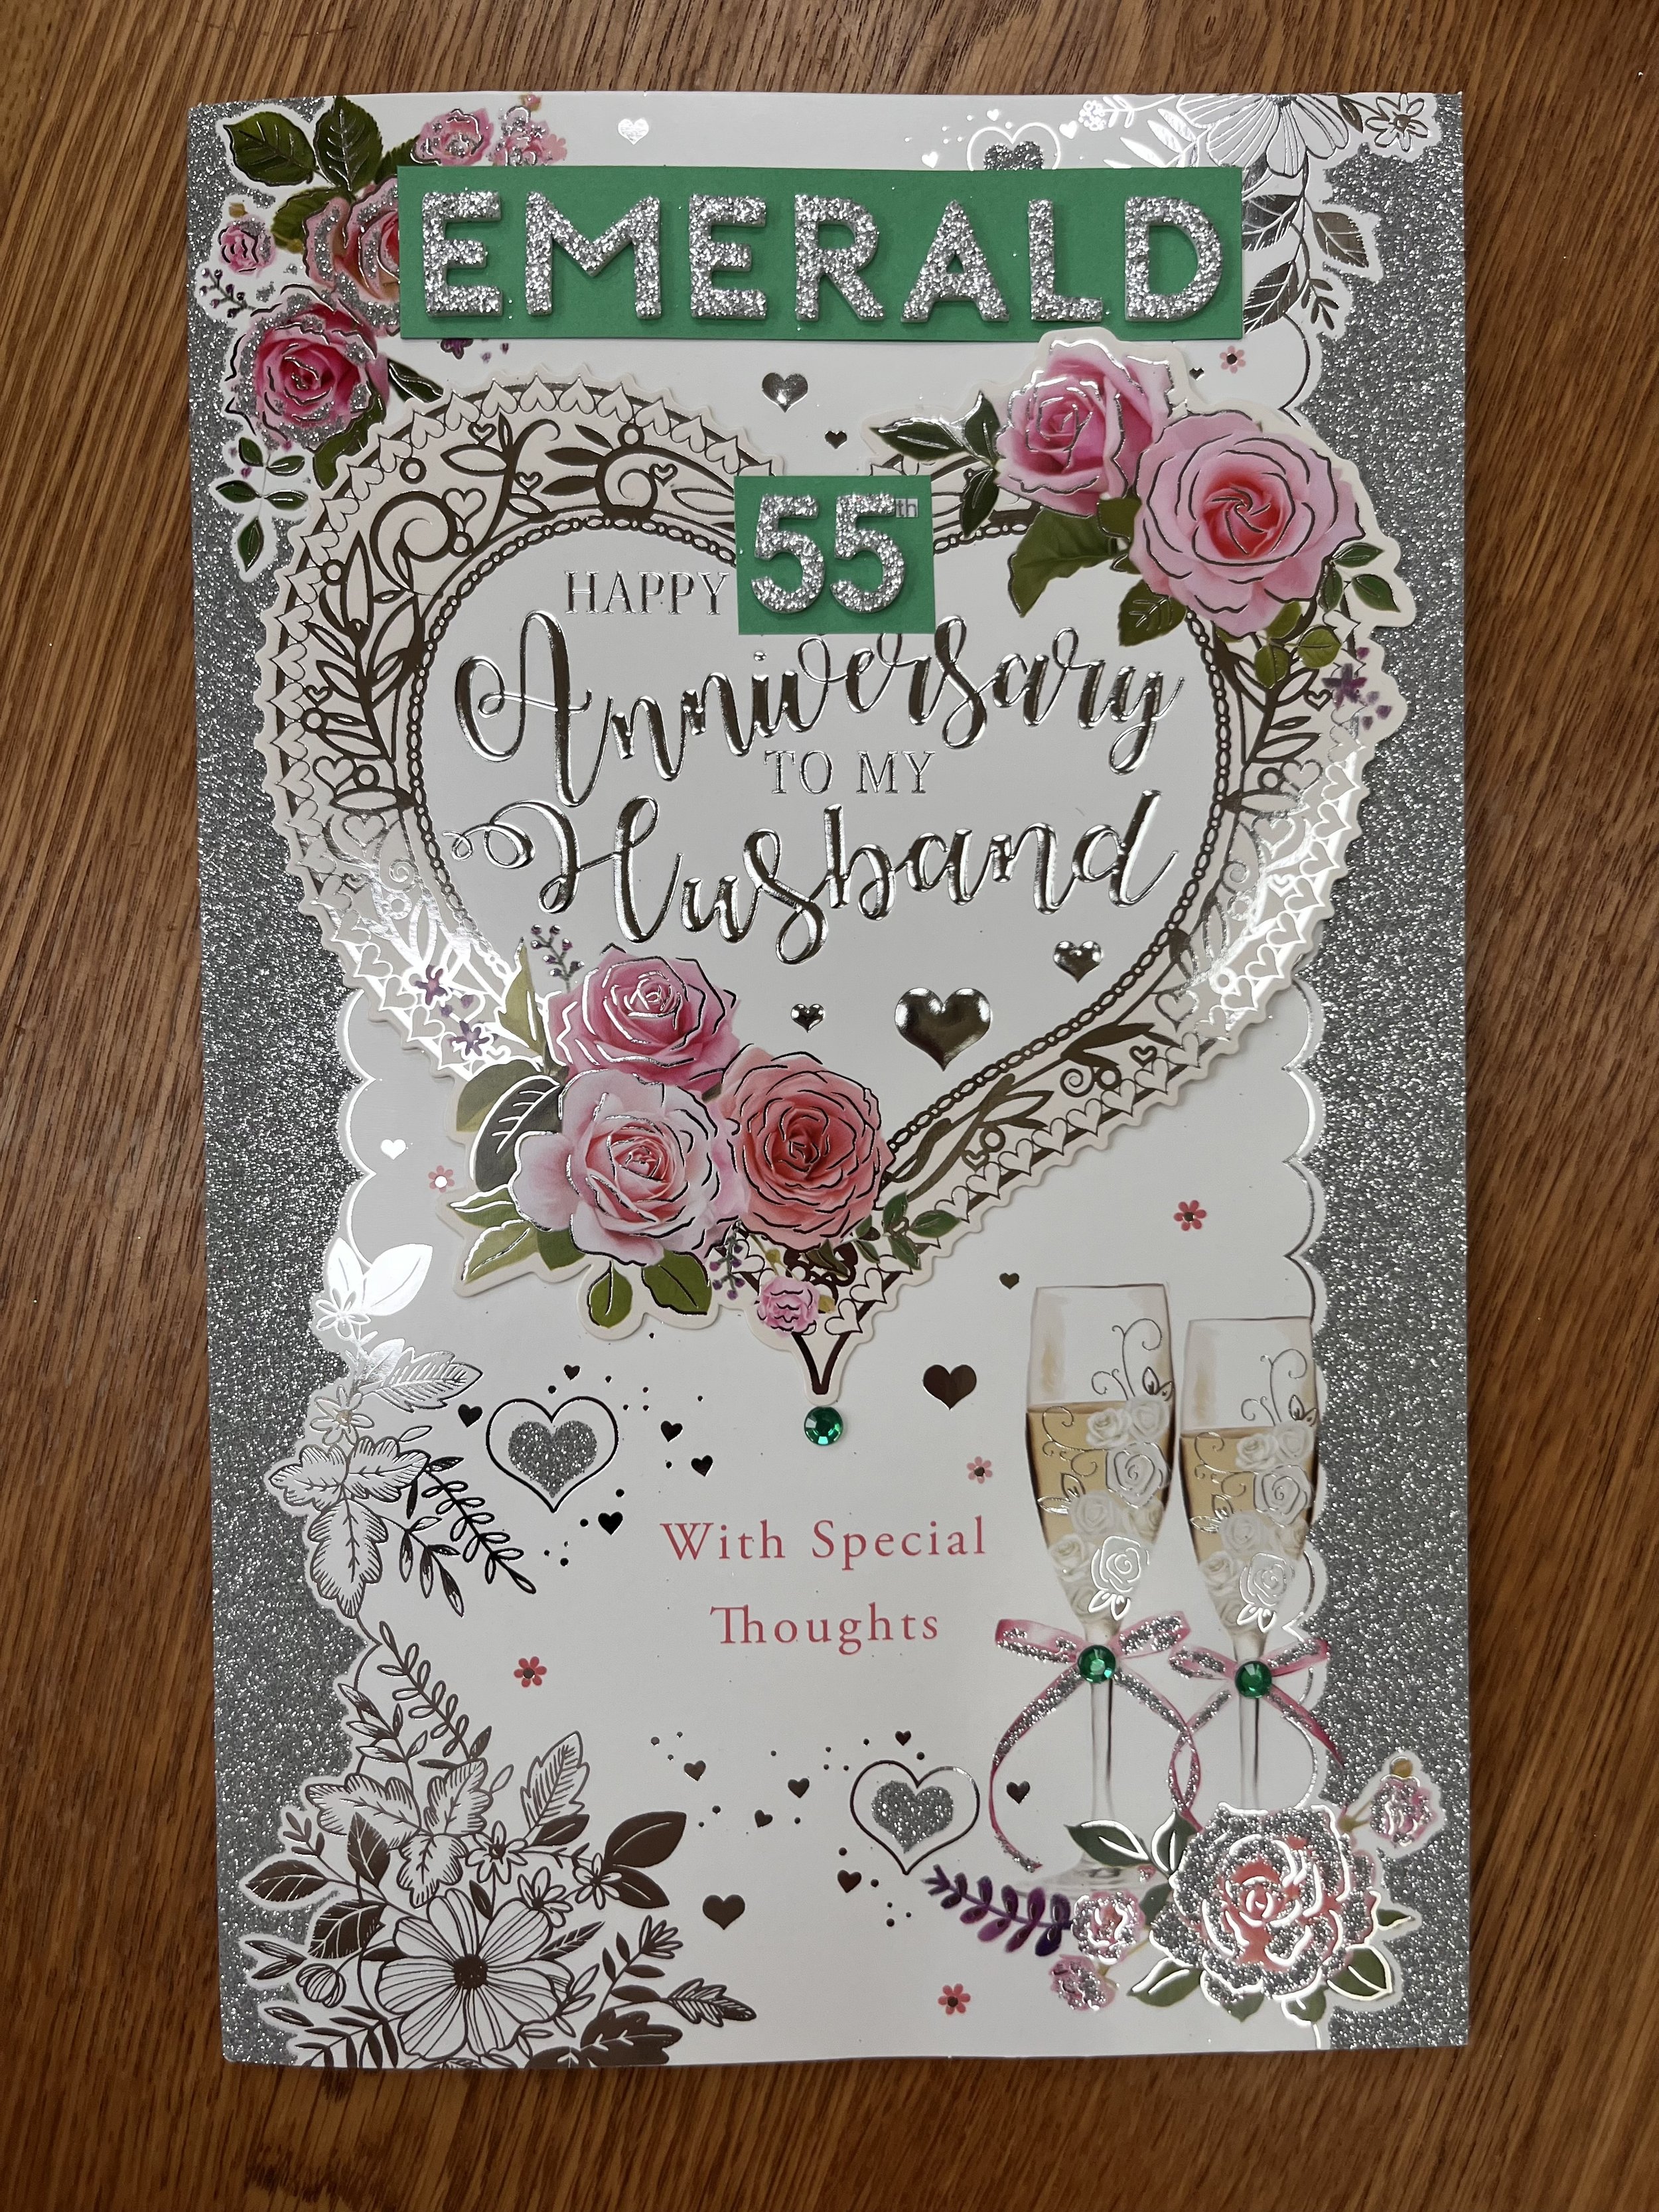 EMERALD
HAPPY 55th
Anniversary
TO MY
Husband
With Special
Thoughts